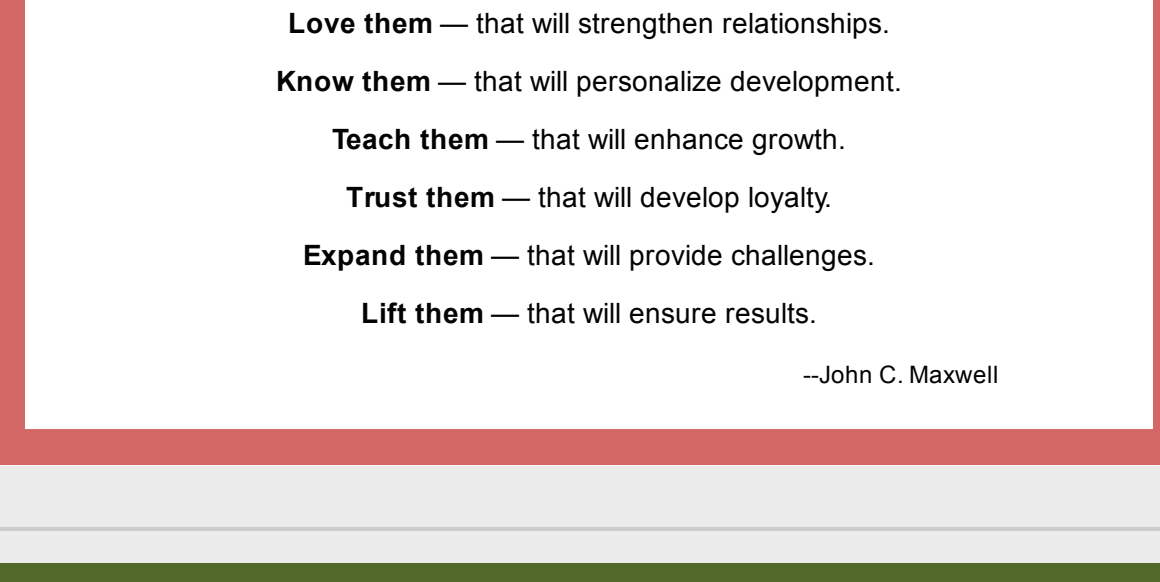 Love them — that will strengthen relationships.
Know them — that will personalize development.
Teach them — that will enhance growth.
Trust them — that will develop loyalty.
Expand them — that will provide challenges.
Lift them — that will ensure results.
--John C. Maxwell